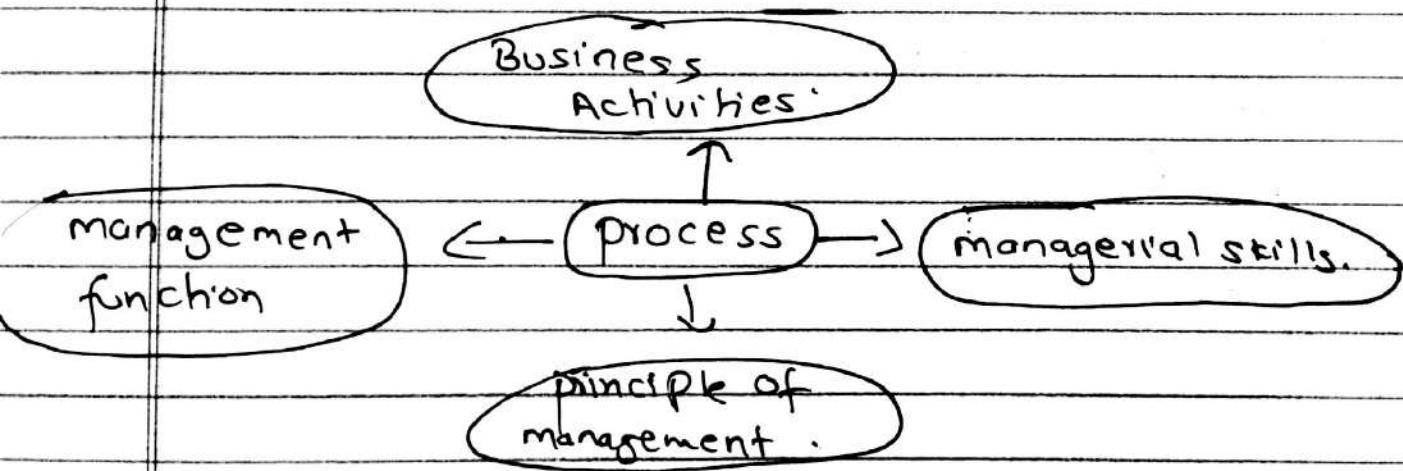 Business
Activities
management
function
process
managerial skills.
principle of
management.